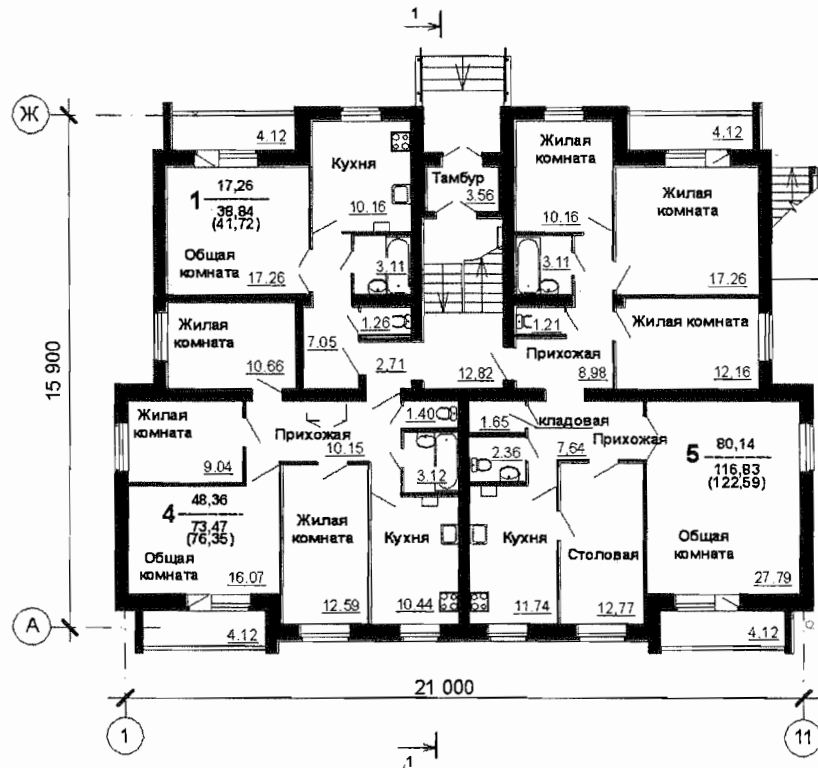 1
Ж
4.12
4.12
Кухня
10.16
Тамбур
3.56
Жилая
комната
10.16
1
17,26
38,84
(41,72)
Общая
комната
17.26
Жилая
комната
17.26
3.11
3.11
1.26
1.21
Жилая
комната
10.66
7.05
2,71
12.82
Прихожая
8,98
Жилая комната
12.16
15 900
Жилая
комната
9.04
Прихожая
10.15
1.40
3.12
1.65
кладовая
2.36
7,64
Прихожая
5
80,14
116,83
(122,59)
4
48,36
73,47
(76,35)
Общая
комната
16.07
Жилая
комната
12.59
Кухня
10.44
Кухня
11.74
Столовая
12,77
Общая
комната
27.79
А
4.12
4.12
21 000
1
11
1